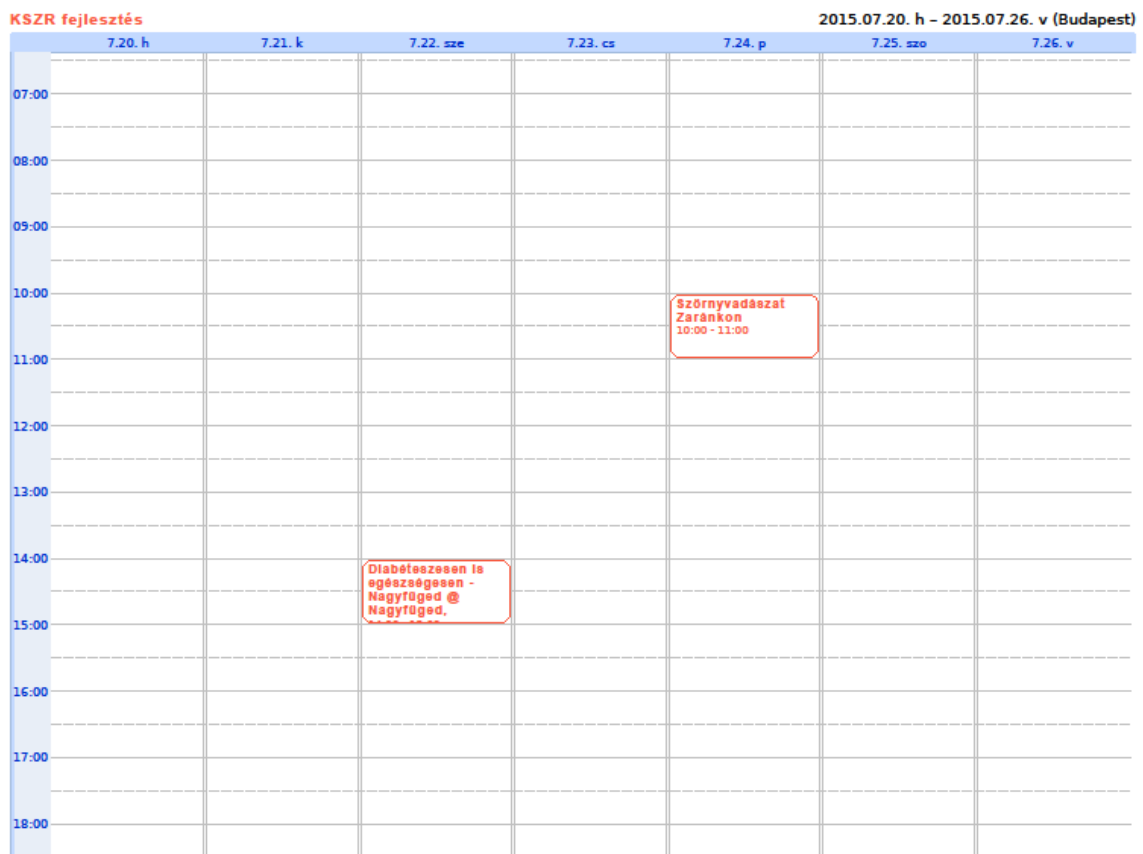 KSZR fejlesztés 2015.07.20. h – 2015.07.26. v (Budapest)
7.20. h 7.21. k 7.22. sze 7.23. cs 7.24. p 7.25. szo 7.26. v
07:00
08:00
09:00
10:00
Szörnyvadászat
Zaránkon
10:00 - 11:00
11:00
12:00
13:00
14:00
Diabéteszesen is
egészségesen -
Nagyfüged @
Nagyfüged,
15:00
16:00
17:00
18:00